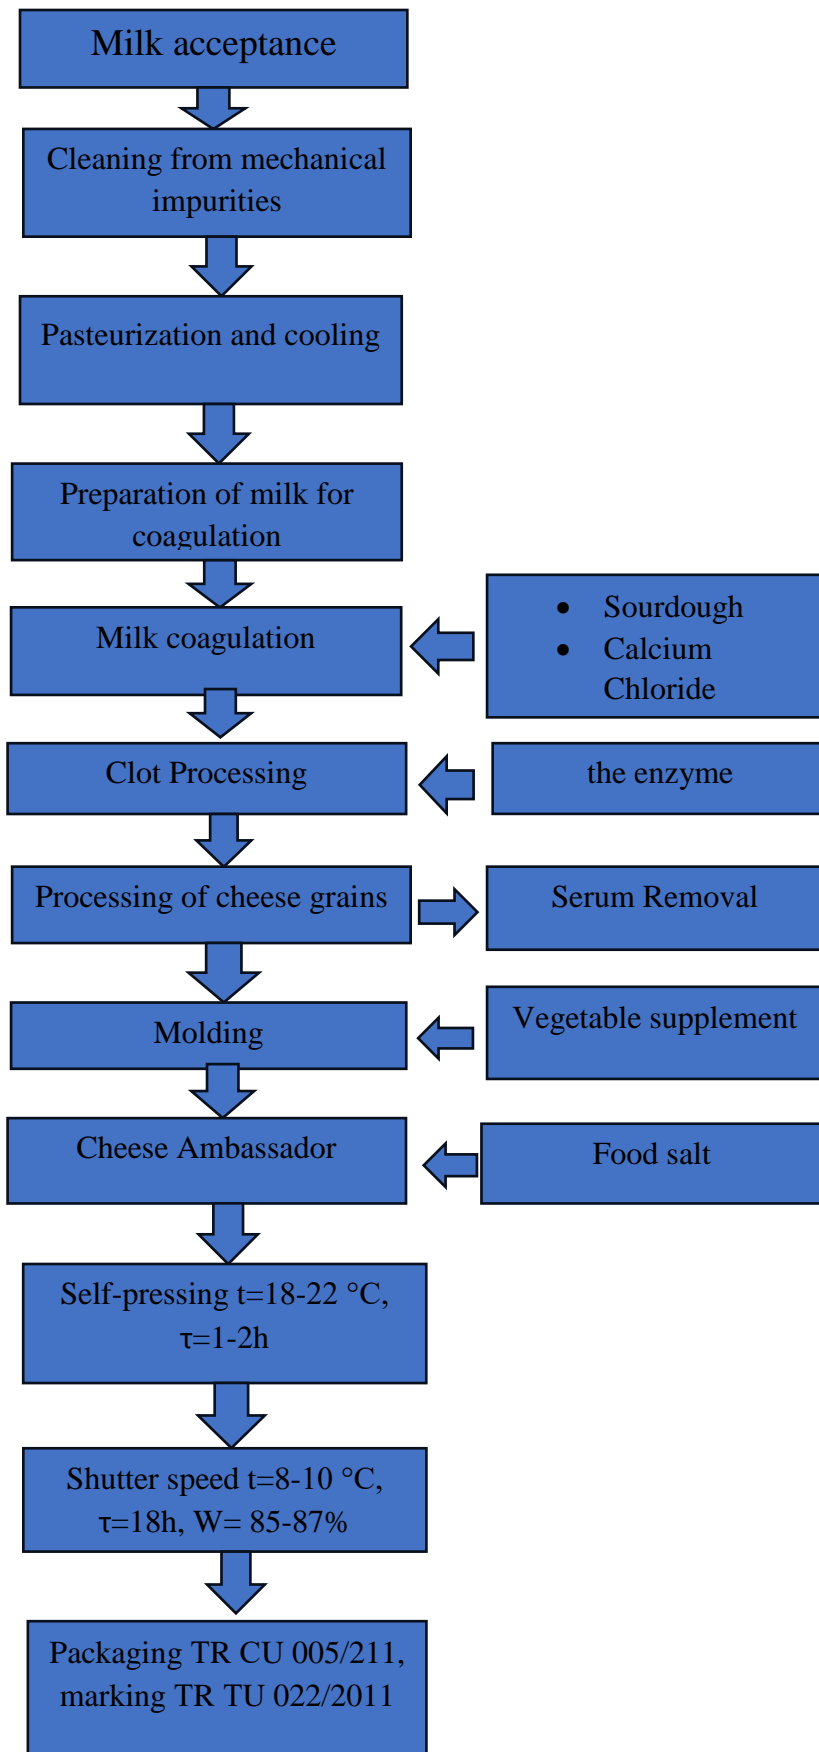 Milk acceptance
Cleaning from mechanical
impurities
Pasteurization and cooling
Preparation of milk for
coagulation
Milk coagulation
• Sourdough
• Calcium
Chloride
Clot Processing
the enzyme
Processing of cheese grains
Serum Removal
Molding
Vegetable supplement
Cheese Ambassador
Food salt
Self-pressing t=18-22 °C,
τ=1-2h
Shutter speed t=8-10 °C,
τ=18h, W= 85-87%
Packaging TR CU 005/211,
marking TR TU 022/2011